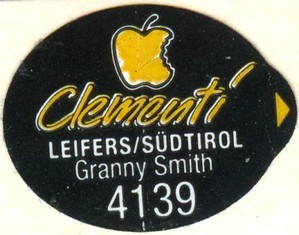 Clementi
LEIFERS/SÜDTIROL
Granny Smith
4139